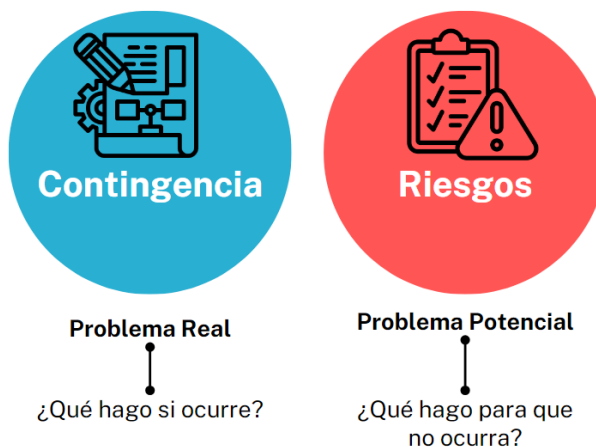 Contingencia
Problema Real
¿Qué hago si ocurre?
Riesgos
Problema Potencial
¿Qué hago para que
no ocurra?